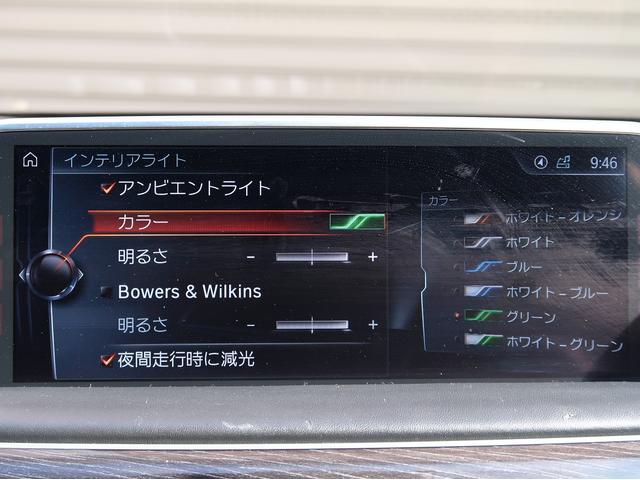 インテリアライト
9:46
アンビエントライト
カラー
明るさ - +
Bowers & Wilkins
明るさ - +
夜間走行時に減光
カラー
ホワイト-オレンジ
ホワイト
ブルー
ホワイト-ブルー
グリーン
ホワイト-グリーン